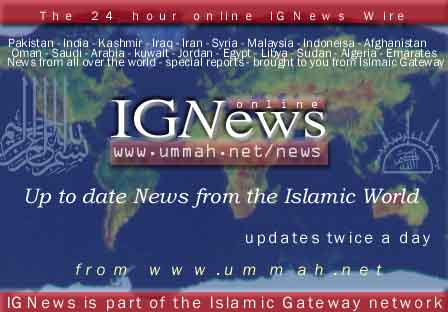 The 24 hour online IGNews Wire
Pakistan - India - Kashmir - Iraq - Iran - Syria - Malaysia - Indoneisa - Afghanistan
Oman - Saudi - Arabia - kuwait - Jordan - Egypt - Libya - Sudan - Algeria - Emarates
News from all over the world - special reports - brought to you from Islmaic Gateway
online
IGNews
www.ummah.net/news
Up to date News from the Islamic World
updates twice a day
from www.ummah.net
IGNews is part of the Islamic Gateway network